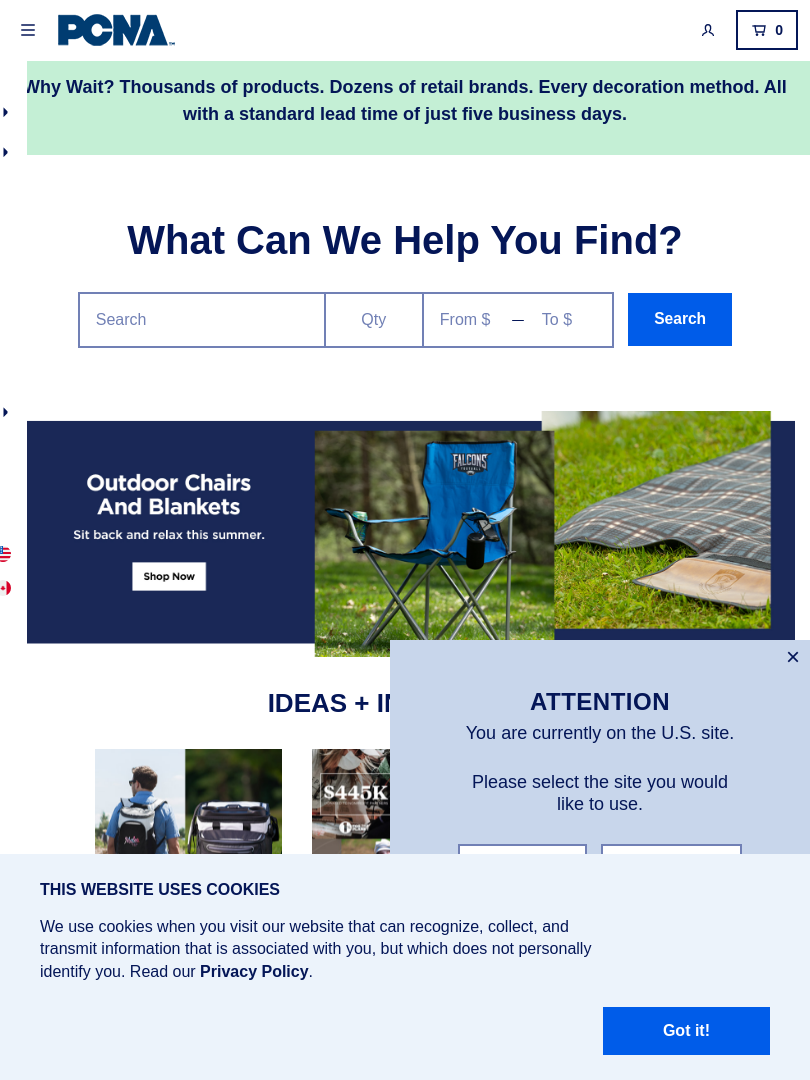 PCNA
0
Why Wait? Thousands of products. Dozens of retail brands. Every decoration method. All
with a standard lead time of just five business days.
What Can We Help You Find?
Search
Qty
From $
—
To $
Search
Outdoor Chairs
And Blankets
Sit back and relax this summer.
Shop Now
FALCONS
IDEAS + IN
$445K
ATTENTION
You are currently on the U.S. site.
Please select the site you would
like to use.
THIS WEBSITE USES COOKIES
We use cookies when you visit our website that can recognize, collect, and
transmit information that is associated with you, but which does not personally
identify you. Read our Privacy Policy.
Got it!